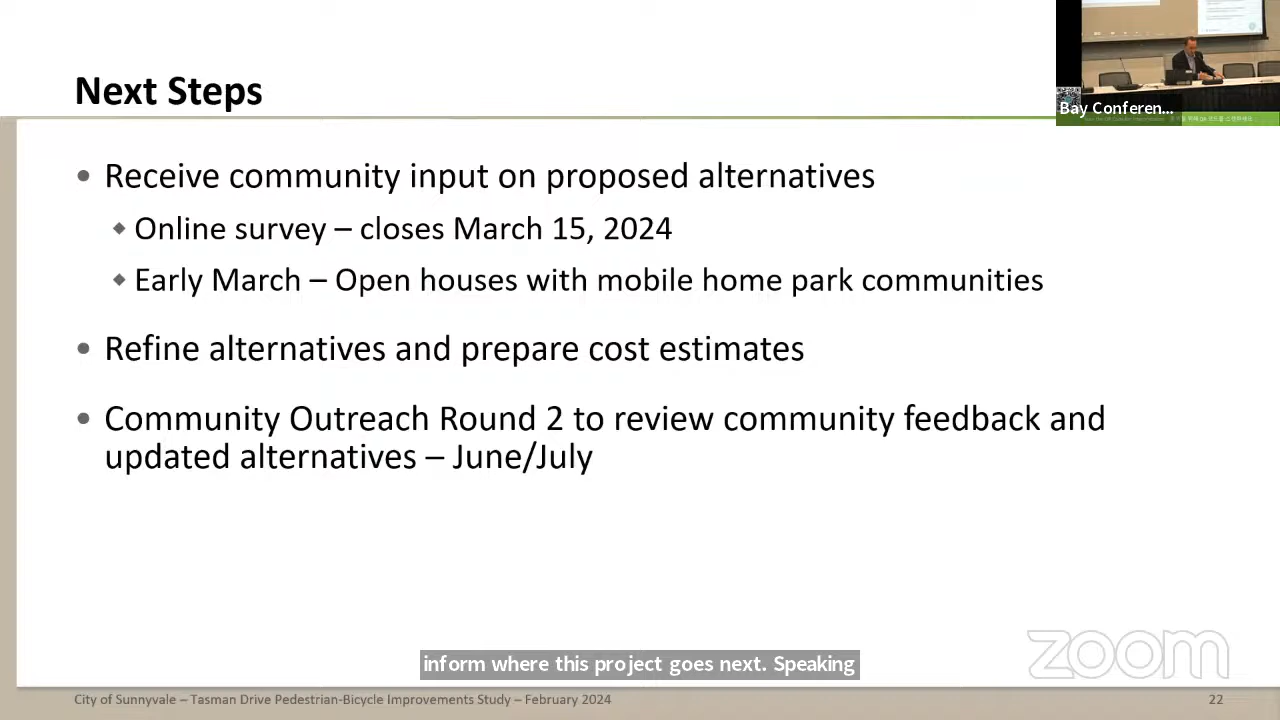 Next Steps
Bay Conferen...
• Receive community input on proposed alternatives
◆ Online survey – closes March 15, 2024
◆ Early March – Open houses with mobile home park communities
• Refine alternatives and prepare cost estimates
• Community Outreach Round 2 to review community feedback and
updated alternatives – June/July
zoom
inform where this project goes next. Speaking
City of Sunnyvale – Tasman Drive Pedestrian-Bicycle Improvements Study – February 2024
22